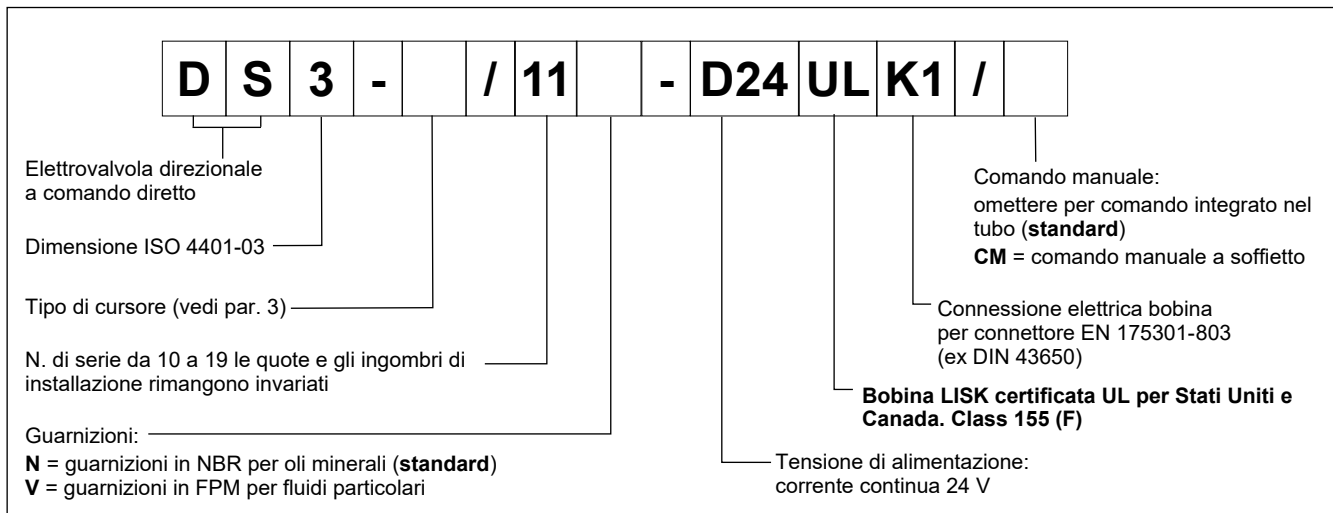 D S 3 - / 11 - D24 UL K1 /
Elettrovalvola direzionale
a comando diretto
Dimensione ISO 4401-03
Tipo di cursore (vedi par. 3)
N. di serie da 10 a 19 le quote e gli ingombri di
installazione rimangono invariati
Guarnizioni:
N = guarnizioni in NBR per oli minerali (standard)
V = guarnizioni in FPM per fluidi particolari
Comando manuale:
omettere per comando integrato nel
tubo (standard)
CM = comando manuale a soffietto
Connessione elettrica bobina
per connettore EN 175301-803
(ex DIN 43650)
Bobina LISK certificata UL per Stati Uniti e
Canada. Class 155 (F)
Tensione di alimentazione:
corrente continua 24 V